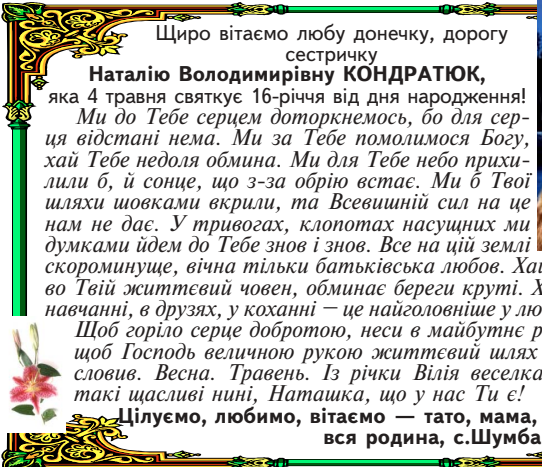 Щиро вітаємо любу донечку, дорогу
сестричку
Наталію Володимирівну КОНДРАТЮК,
яка 4 травня святкує 16-річчя від дня народження!
Ми до Тебе серцем доторкнемось, бо для сер-
ця відстані нема. Ми за Тебе помолимося Богу,
хай Тебе недоля обмина. Ми для Тебе небо прихи-
лили б, й сонце, що з-за обрію встає. Ми б Твої
шляхи шовками вкрили, та Всевишній сил на це
нам не дає. У тривогах, клопотах насущних ми
думками йдем до Тебе знов і знов. Все на цій землі
скороминуще, вічна тільки батьківська любов. Хай
во Твій життєвий човен, обминає береги круті. Х
навчанні, в друзях, у коханні — це найголовніше у лю
Щоб горіло серце добротою, неси в майбутнє р
щоб Господь величною рукою життєвий шлях
словив. Весна. Травень. Із річки Вілія веселка
такі щасливі нині, Наташка, що у нас Ти є!
Цілуємо, любимо, вітаємо — тато, мама,
вся родина, с.Шумба